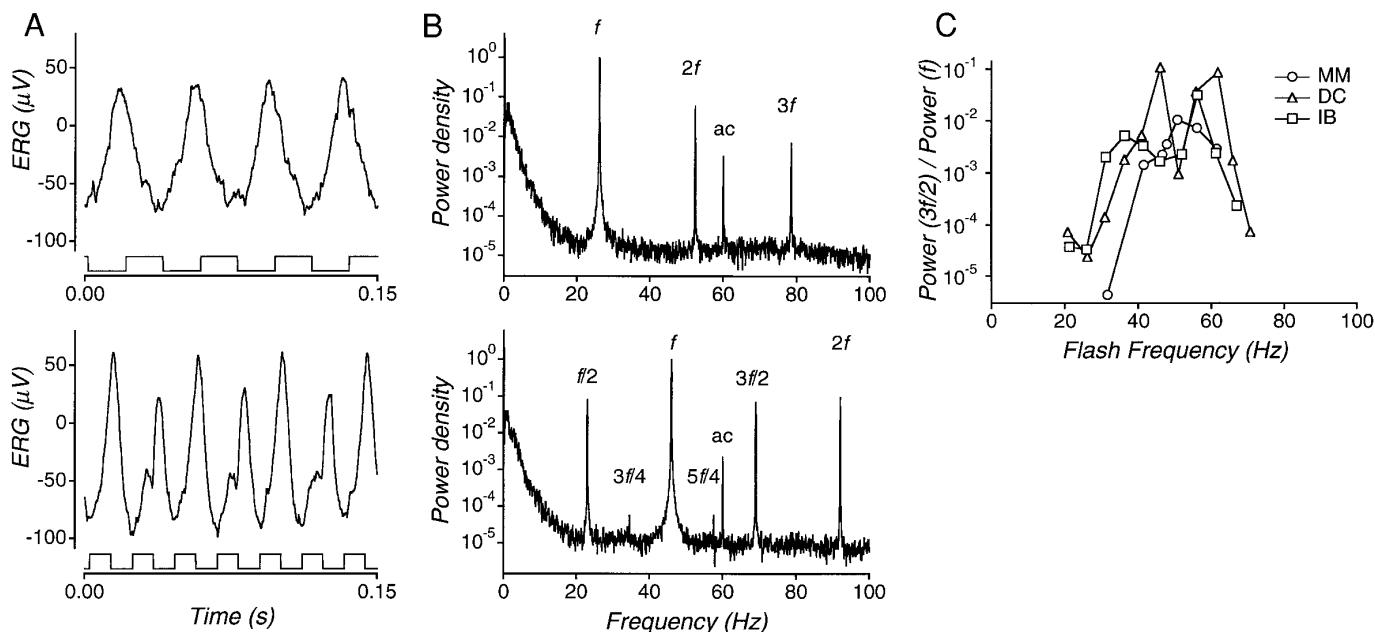 A
ERG (µV)
50
0
-50
-100
0.00
0.15
ERG (µV)
50
0
-50
-100
0.00
0.15
Time (s)
B
Power density
10^0
10^-1
10^-2
10^-3
10^-4
10^-5
f
2f
ac
3f
0
20
40
60
80
100
Power density
10^0
10^-1
10^-2
10^-3
10^-4
10^-5
f/2
3f/4
f
5f/4
ac
3f/2
2f
0
20
40
60
80
100
Frequency (Hz)
C
Power (3f/2) / Power (f)
10^-1
10^-2
10^-3
10^-4
10^-5
MM
DC
IB
0
20
40
60
80
100
Flash Frequency (Hz)